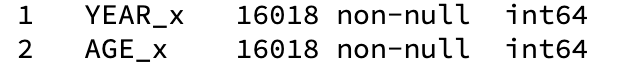 1 YEAR_x 16018 non-null int64
2 AGE_x 16018 non-null int64